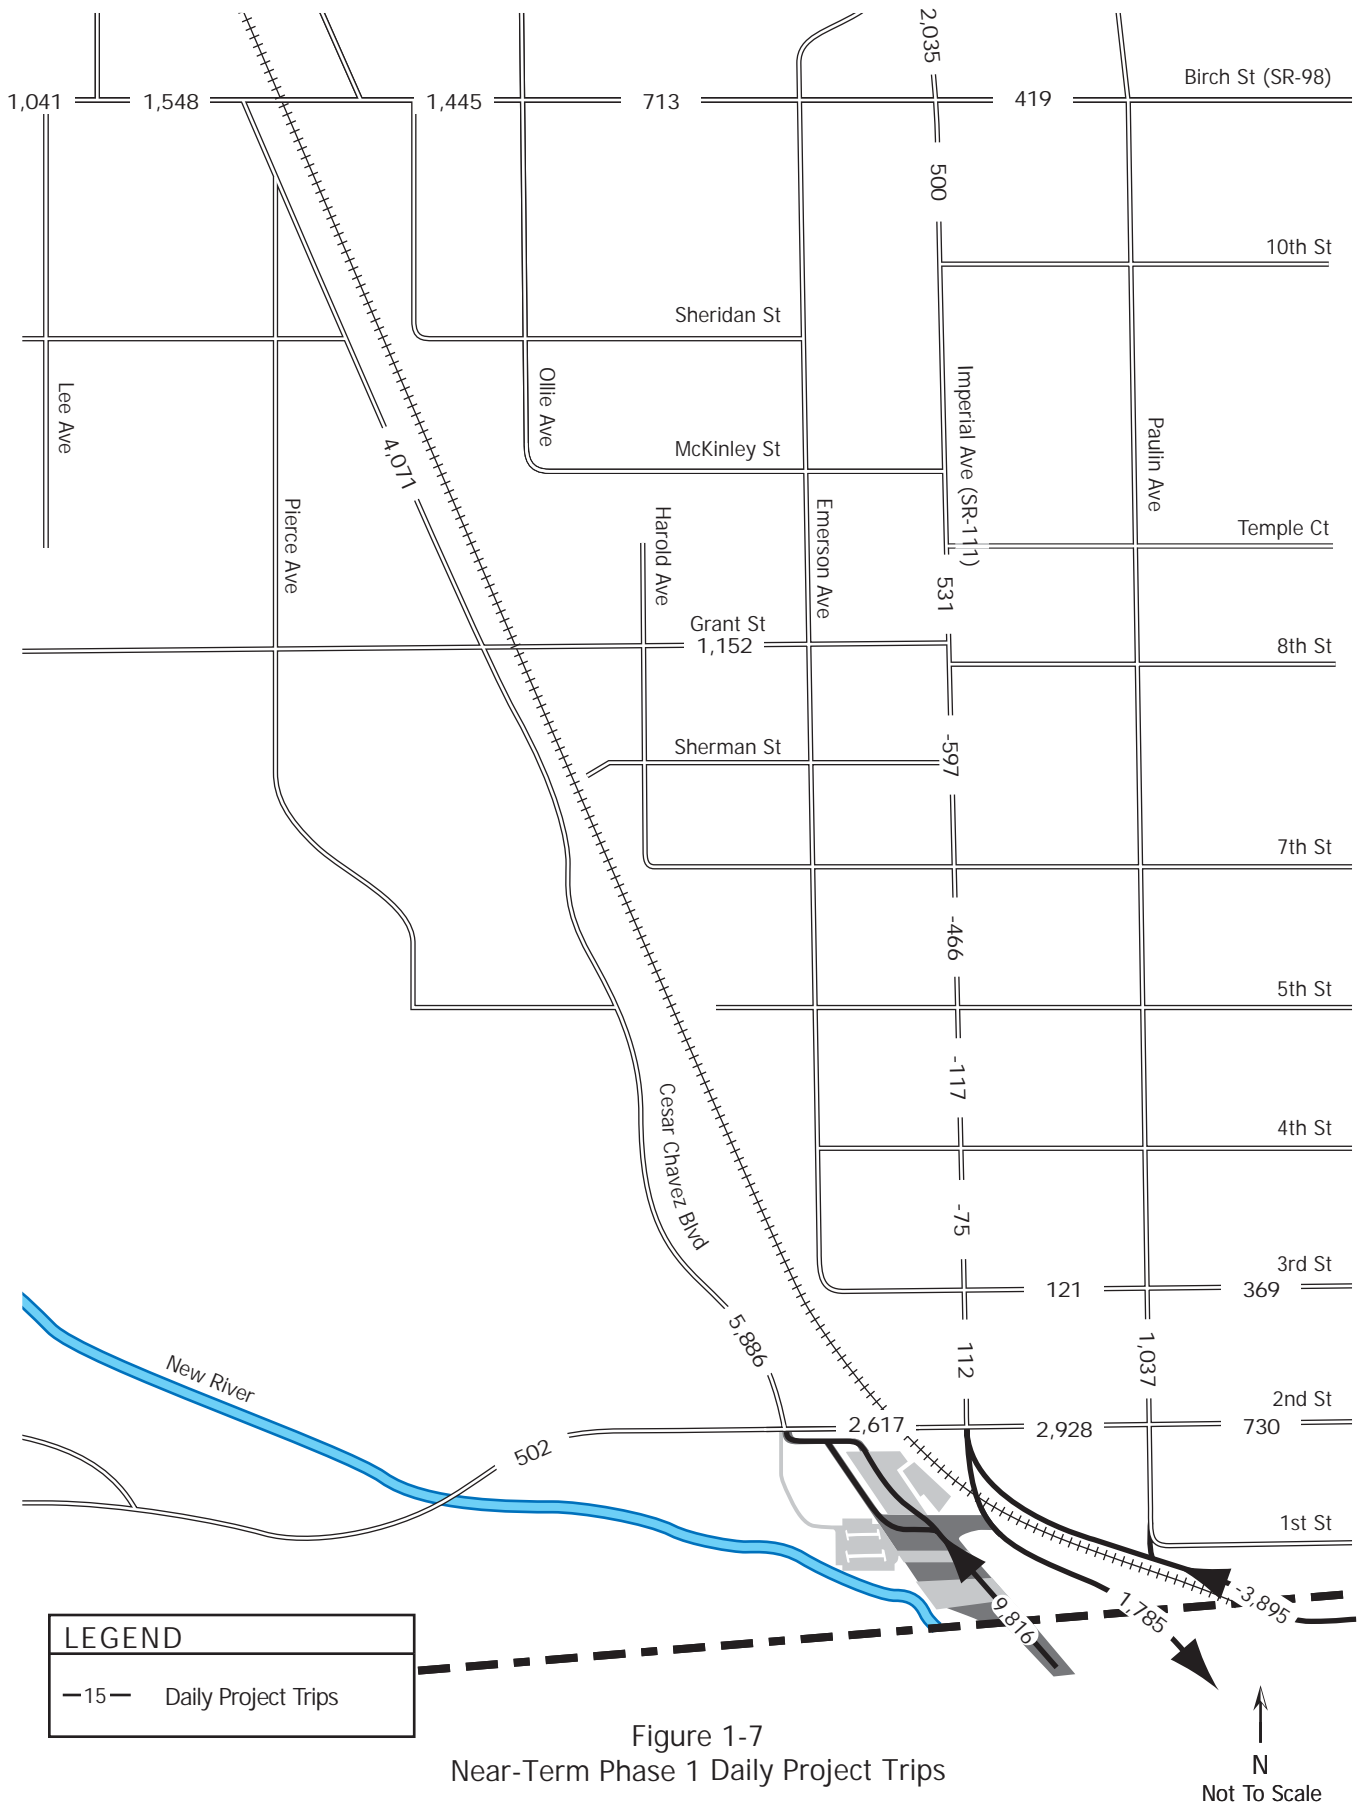 2,035
Birch St (SR-98)
1,041
1,548
1,445
713
419
500
10th St
Sheridan St
Lee Ave
Ollie Ave
Imperial Ave (SR-111)
Paulin Ave
4,071
McKinley St
Pierce Ave
Harold Ave
Emerson Ave
Temple Ct
531
Grant St
1,152
8th St
-597
Sherman St
7th St
-466
5th St
-117
Cesar Chavez Blvd
4th St
-75
3rd St
121
369
5,886
112
1,037
New River
2nd St
2,617
2,928
730
502
1st St
-3,895
1,785
9,816
LEGEND
15 Daily Project Trips
Figure 1-7
Near-Term Phase 1 Daily Project Trips
N
Not To Scale